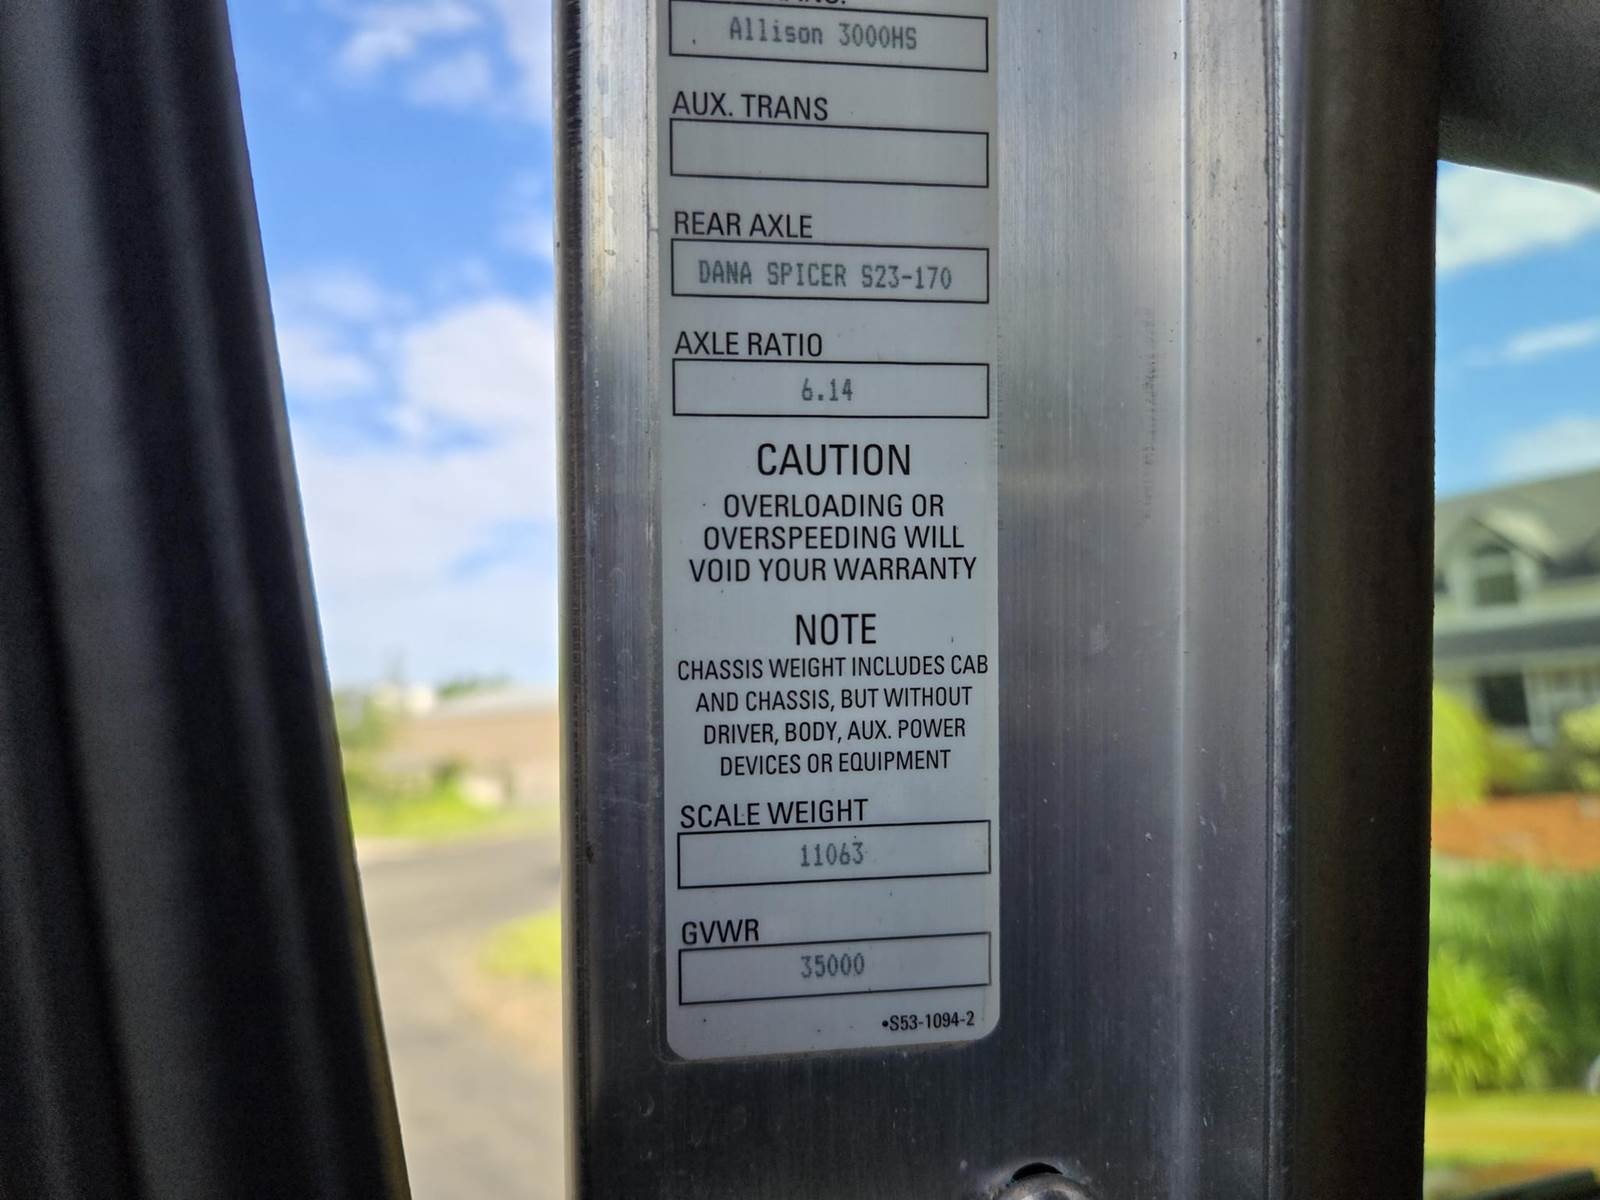 Allison 3000HS
AUX. TRANS
REAR AXLE
DANA SPICER S23-170
AXLE RATIO
6.14
CAUTION
OVERLOADING OR
OVERSPEEDING WILL
VOID YOUR WARRANTY
NOTE
CHASSIS WEIGHT INCLUDES CAB
AND CHASSIS, BUT WITHOUT
DRIVER, BODY, AUX. POWER
DEVICES OR EQUIPMENT
SCALE WEIGHT
11063
GVWR
35000
•S53-1094-2